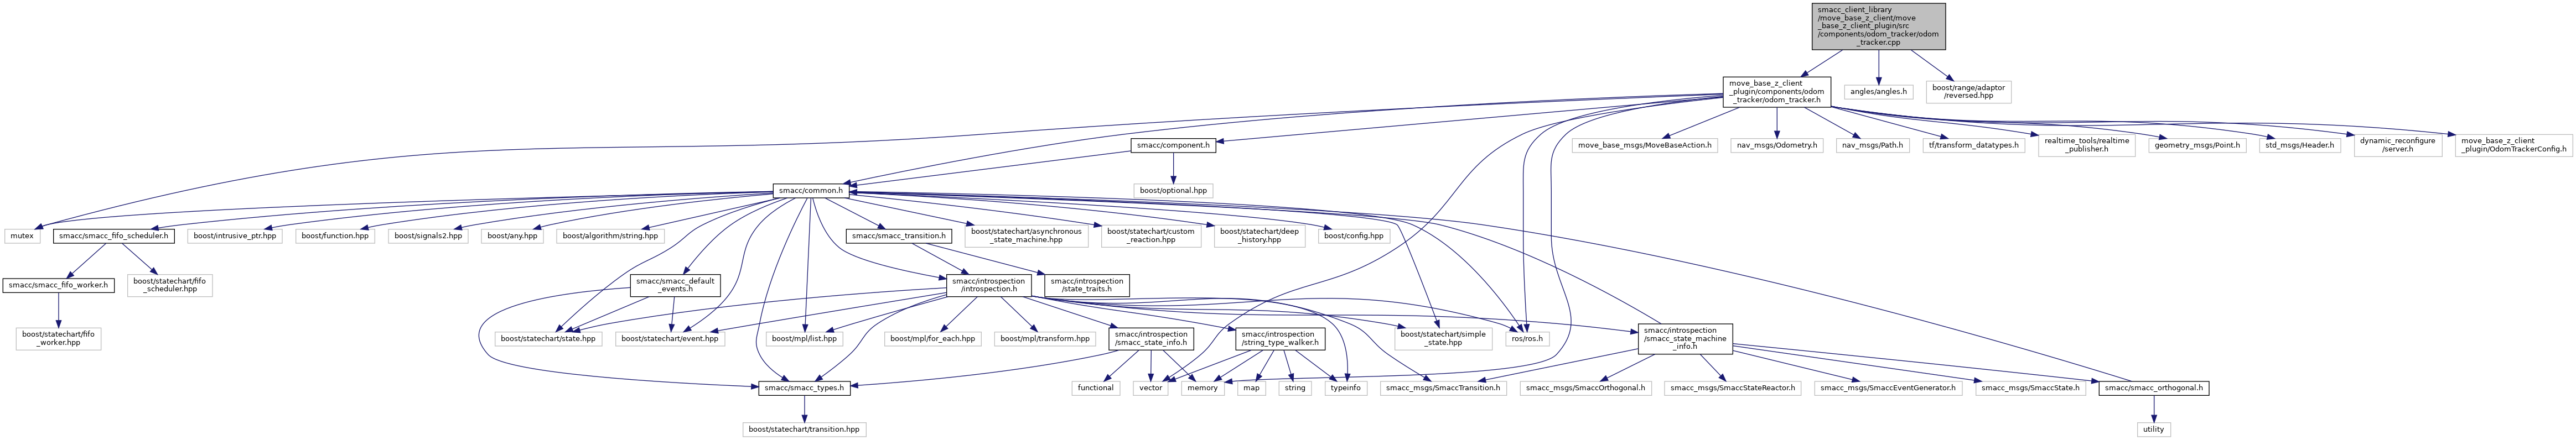 smacc_client_library
/move_base_z_client/move
_base_z_client_plugin/src
/components/odom_tracker/odom
_tracker.cpp
move_base_z_client
_plugin/components/odom
_tracker/odom_tracker.h
angles/angles.h
boost/range/adaptor
/reversed.hpp
smacc/component.h
move_base_msgs/MoveBaseAction.h
nav_msgs/Odometry.h
nav_msgs/Path.h
tf/transform_datatypes.h
realtime_tools/realtime
_publisher.h
geometry_msgs/Point.h
std_msgs/Header.h
dynamic_reconfigure
/server.h
move_base_z_client
_plugin/OdomTrackerConfig.h
smacc/common.h
boost/optional.hpp
mutex
smacc/smacc_fifo_scheduler.h
boost/intrusive_ptr.hpp
boost/function.hpp
boost/signals2.hpp
boost/any.hpp
boost/algorithm/string.hpp
smacc/smacc_transition.h
boost/statechart/asynchronous
_state_machine.hpp
boost/statechart/custom
_reaction.hpp
boost/statechart/deep
_history.hpp
boost/config.hpp
smacc/smacc_fifo_worker.h
boost/statechart/fifo
_scheduler.hpp
smacc/smacc_default
_events.h
smacc/introspection
/introspection.h
smacc/introspection
/state_traits.h
boost/statechart/fifo
_worker.hpp
boost/statechart/state.hpp
boost/statechart/event.hpp
boost/mpl/list.hpp
boost/mpl/for_each.hpp
boost/mpl/transform.hpp
smacc/introspection
/smacc_state_info.h
smacc/introspection
/string_type_walker.h
boost/statechart/simple
_state.hpp
ros/ros.h
smacc/introspection
/smacc_state_machine
_info.h
smacc/smacc_types.h
functional
vector
memory
map
string
typeinfo
smacc_msgs/SmaccTransition.h
smacc_msgs/SmaccOrthogonal.h
smacc_msgs/SmaccStateReactor.h
smacc_msgs/SmaccEventGenerator.h
smacc_msgs/SmaccState.h
smacc/smacc_orthogonal.h
boost/statechart/transition.hpp
utility